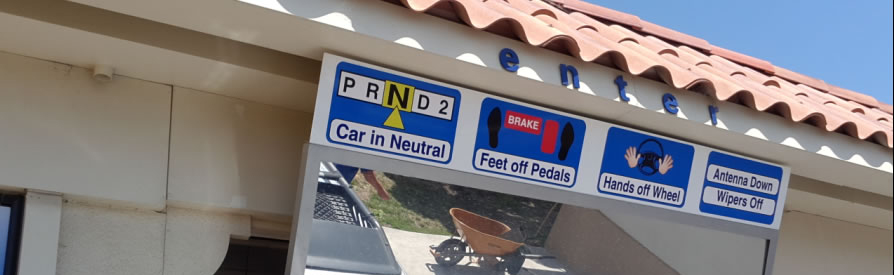 enter
P R N D 2
Car in Neutral
BRAKE
Feet off Pedals
Hands off Wheel
Antenna Down
Wipers Off